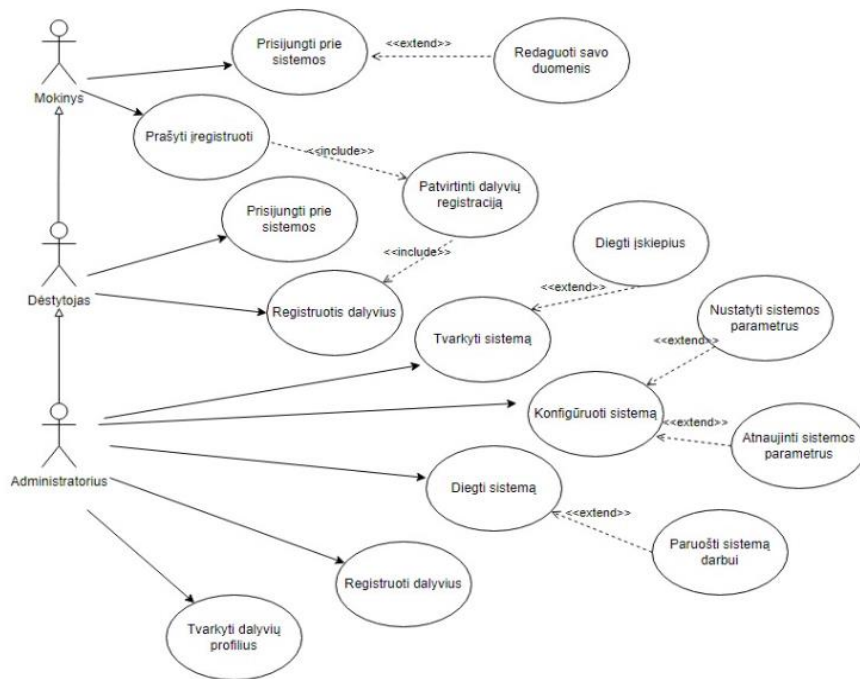 Prisijungti prie
sistemos
<<extend>>
Redaguoti savo
duomenis
Mokinys
Prašyti įregistruoti
<<include>>
Patvirtinti dalyvių
registraciją
Prisijungti prie
sistemos
<<include>>
Diegti įskiepius
Dėstytojas
Registruotis dalyvius
<<extend>>
Nustatyti sistemos
parametrus
Tvarkyti sistemą
<<extend>>
Konfigūruoti sistemą
<<extend>>
Atnaujinti sistemos
parametrus
Administratorius
Diegti sistemą
<<extend>>
Paruošti sistemą
darbui
Registruoti dalyvius
Tvarkyti dalyvių
profilius